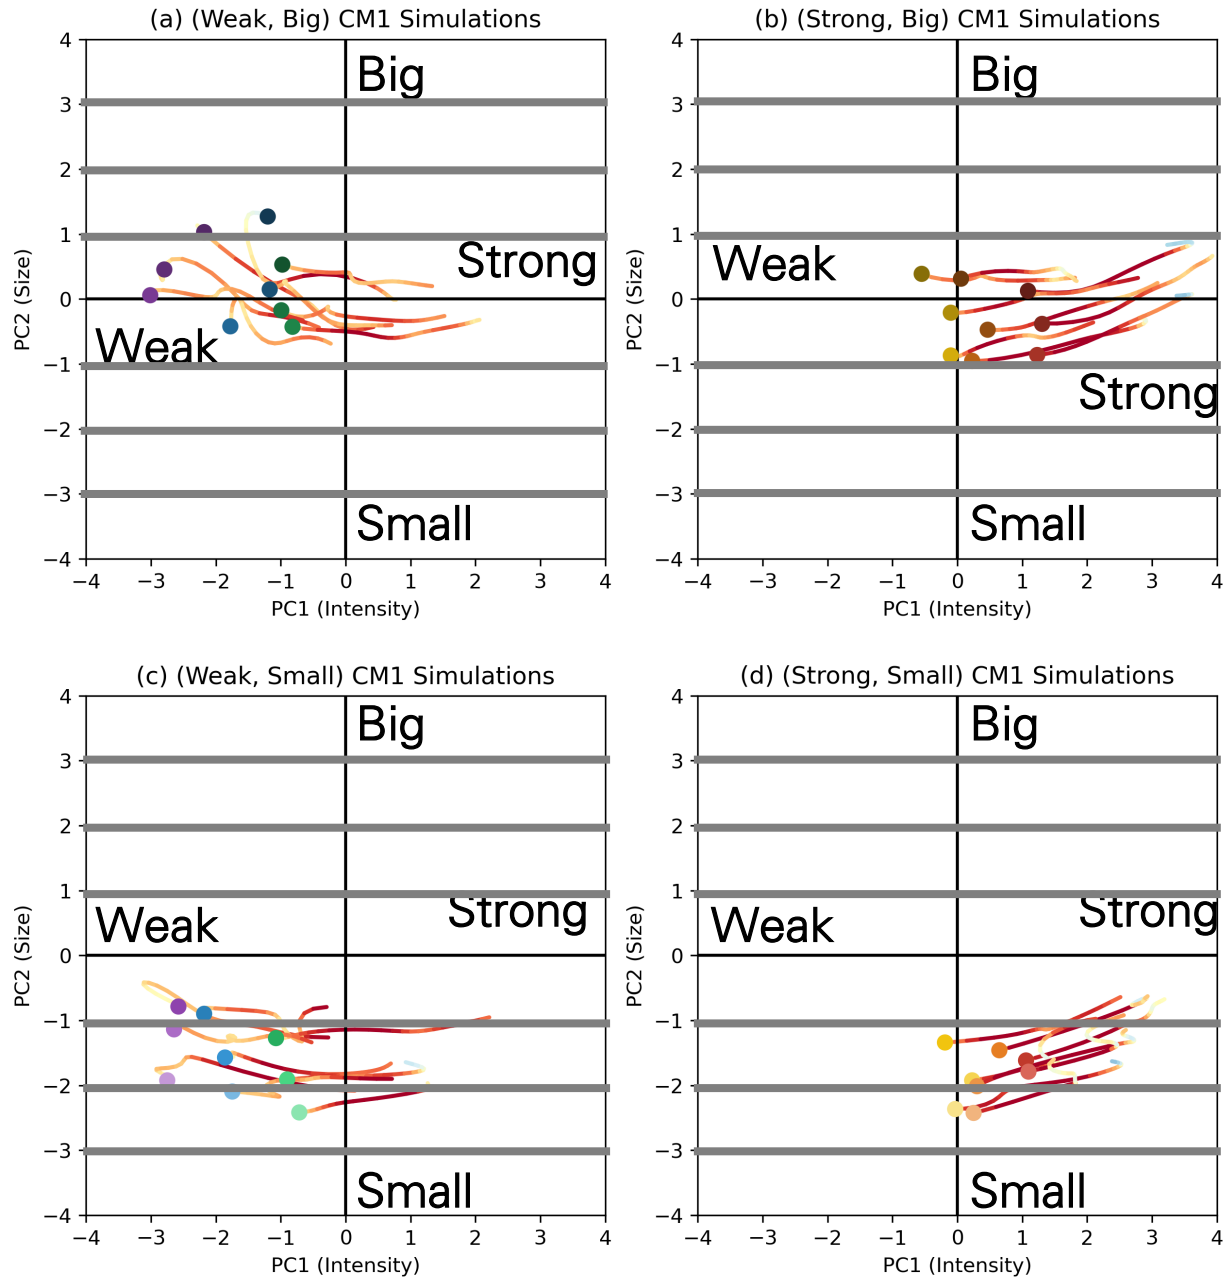 (a) (Weak, Big) CM1 Simulations
4
3
2
1
0
−1
−2
−3
−4
PC2 (Size)
Big
Strong
Weak
Small
−4 −3 −2 −1 0 1 2 3 4
PC1 (Intensity)
(b) (Strong, Big) CM1 Simulations
4
3
2
1
0
−1
−2
−3
−4
PC2 (Size)
Big
Weak
Strong
Small
−4 −3 −2 −1 0 1 2 3 4
PC1 (Intensity)
(c) (Weak, Small) CM1 Simulations
4
3
2
1
0
−1
−2
−3
−4
PC2 (Size)
Big
Strong
Weak
Small
−4 −3 −2 −1 0 1 2 3 4
PC1 (Intensity)
(d) (Strong, Small) CM1 Simulations
4
3
2
1
0
−1
−2
−3
−4
PC2 (Size)
Big
Strong
Weak
Small
−4 −3 −2 −1 0 1 2 3 4
PC1 (Intensity)